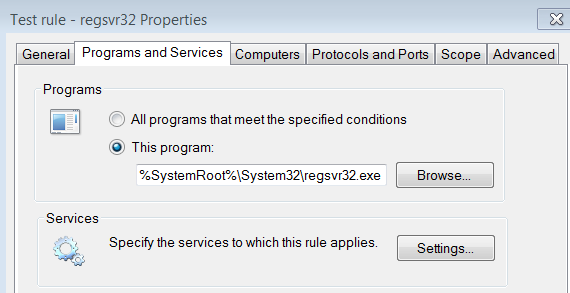 Test rule - regsvr32 Properties
General Programs and Services Computers Protocols and Ports Scope Advanced
Programs
All programs that meet the specified conditions
This program:
%SystemRoot%\System32\regsvr32.exe Browse...
Services
Specify the services to which this rule applies. Settings...